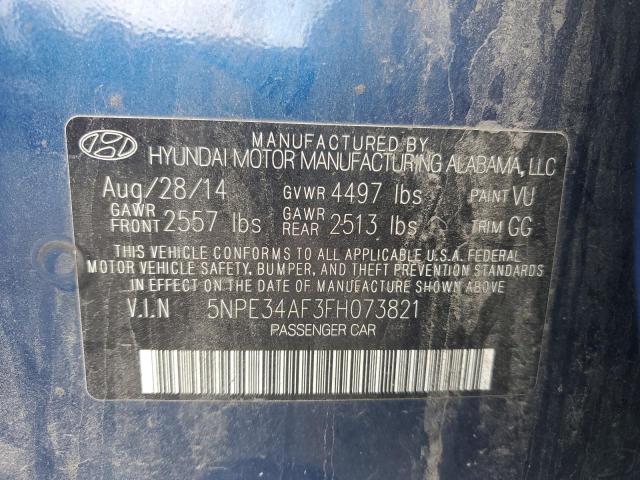 MANUFACTURED BY
HYUNDAI MOTOR MANUFACTURING ALABAMA, LLC
Aug/28/14 GVWR 4497 lbs PAINT VU
GAWR FRONT 2557 lbs GAWR REAR 2513 lbs TRIM GG
THIS VEHICLE CONFORMS TO ALL APPLICABLE U.S.A. FEDERAL
MOTOR VEHICLE SAFETY, BUMPER, AND THEFT PREVENTION STANDARDS
IN EFFECT ON THE DATE OF MANUFACTURE SHOWN ABOVE.
V.I.N 5NPE34AF3FH073821
PASSENGER CAR